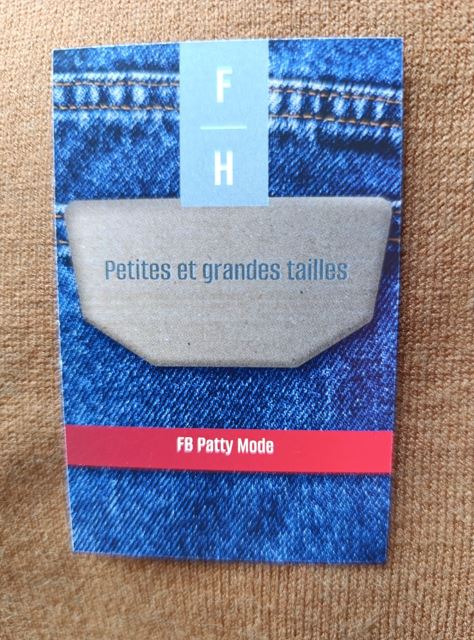 F
H
Petites et grandes tailles
FB Patty Mode